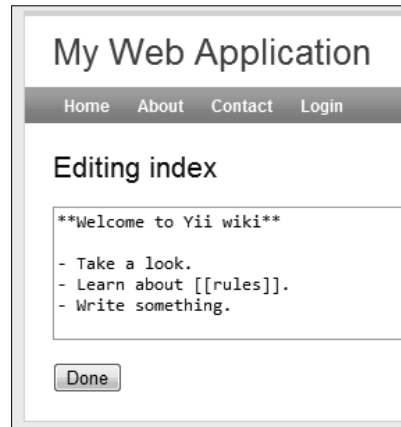 My Web Application
Home About Contact Login
Editing index
**Welcome to Yii wiki**
- Take a look.
- Learn about [[rules]].
- Write something.
Done